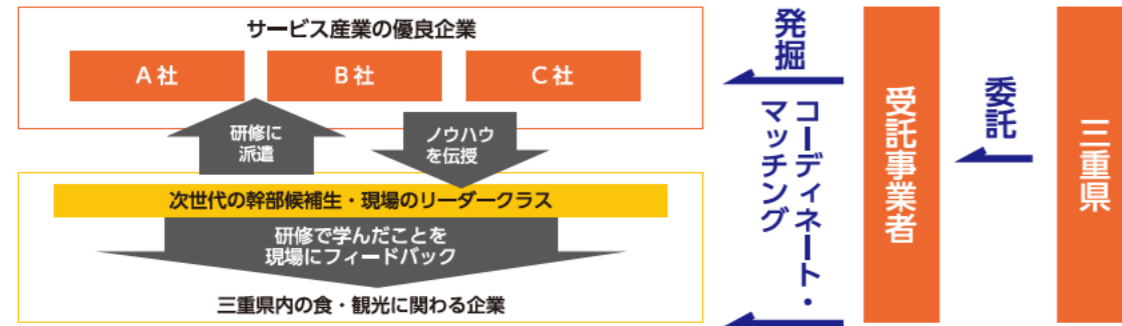 サービス産業の優良企業
A社
B社
C社
研修に
派遣
ノウハウ
を伝授
次世代の幹部候補生・現場のリーダークラス
研修で学んだことを
現場にフィードバック
三重県内の食・観光に関わる企業
発掘
コーディネート・
マッチング
受託事業者
委託
三重県